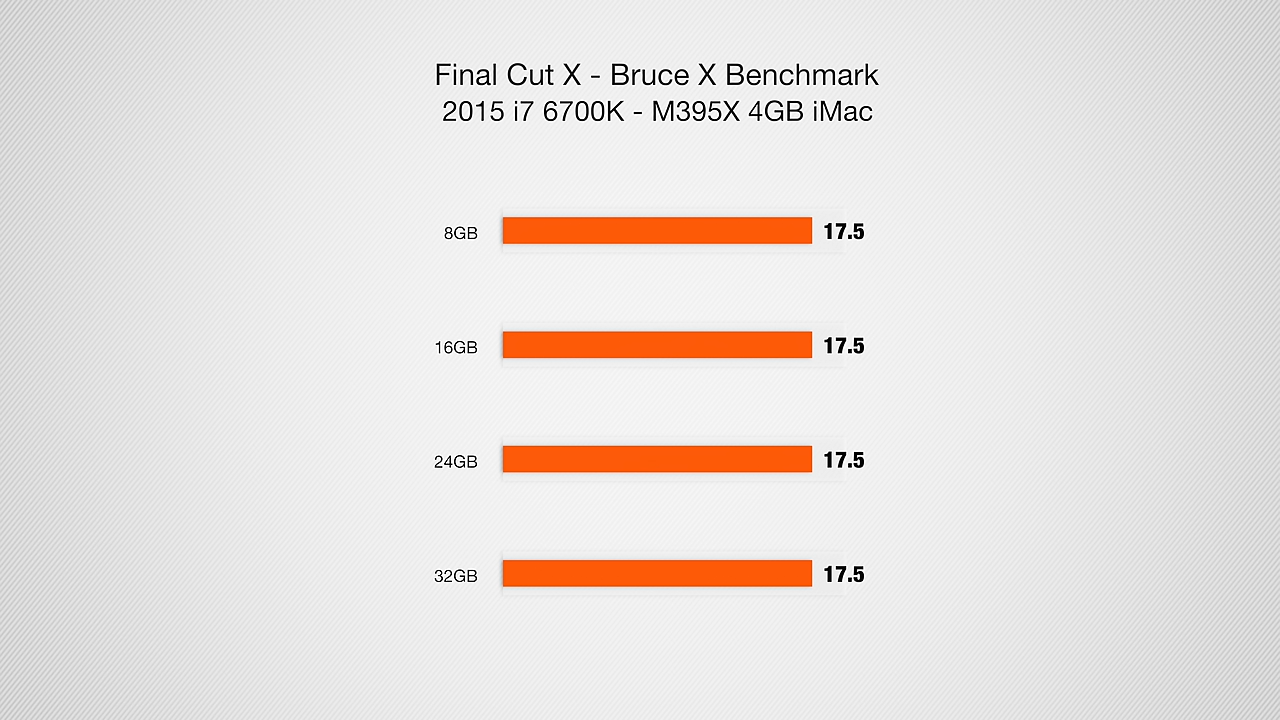 Final Cut X - Bruce X Benchmark
2015 i7 6700K - M395X 4GB iMac
8GB 17.5
16GB 17.5
24GB 17.5
32GB 17.5